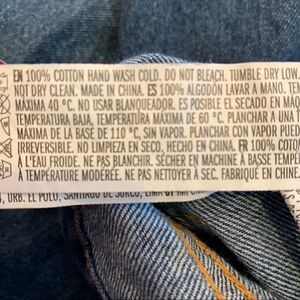 EN 100% COTTON HAND WASH COLD. DO NOT BLEACH. TUMBLE DRY LOW.
NOT DRY CLEAN. MADE IN CHINA. ES 100% ALGODÓN LAVAR A MANO. TEM
MÁXIMA 40 °C. NO USAR BLANQUEADOR. ES POSIBLE EL SECADO EN MÁQ
TEMPERATURA BAJA, TEMPERATURA MÁXIMA DE 60 °C. PLANCHAR A UNA T
MÁXIMA DE LA BASE DE 110 °C, SIN VAPOR. PLANCHAR CON VAPOR PUEDE
IRREVERSIBLE. NO LIMPIEZA EN SECO, HECHO EN CHINA. FR 100% COTON
À L'EAU FROIDE. NE PAS BLANCHIR. SÉCHER EN MACHINE À BASSE TEMPÉR
À TEMPÉRATURE MODÉRÉE. NE PAS NETTOYER À SEC. FABRIQUÉ EN CHINE.
URB. EL POLO, SANTIAGO DE SURCO, LIMA